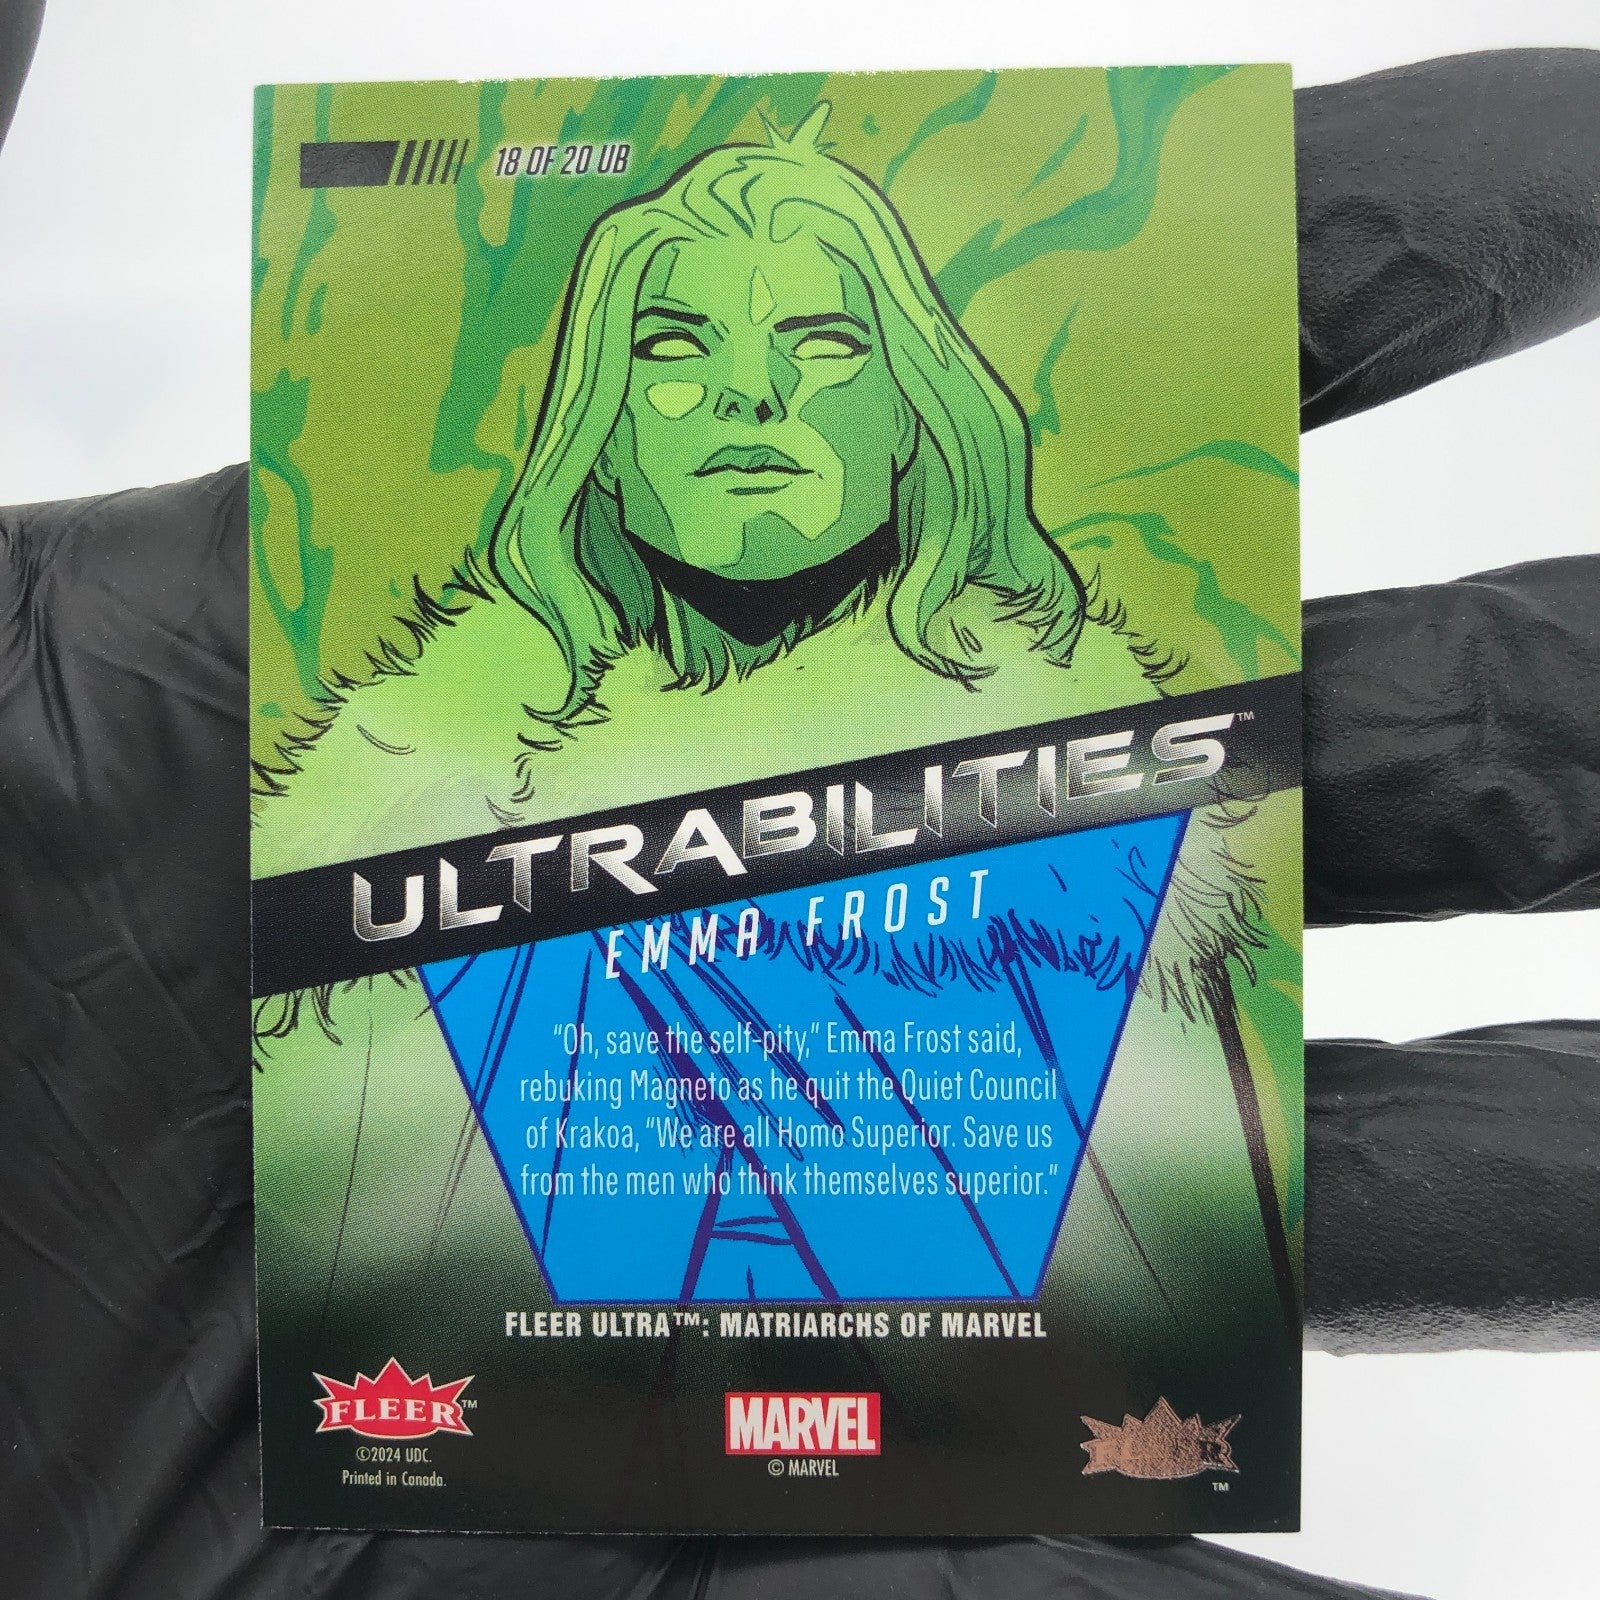 18 OF 20 UB
ULTRABILITIES™
EMMA FROST
“Oh, save the self-pity,” Emma Frost said,
rebuking Magneto as he quit the Quiet Council
of Krakoa, “We are all Homo Superior. Save us
from the men who think themselves superior.”
FLEER ULTRA™: MATRIARCHS OF MARVEL
FLEER™
©2024 UDC.
Printed in Canada.
MARVEL
© MARVEL
FLEER
™